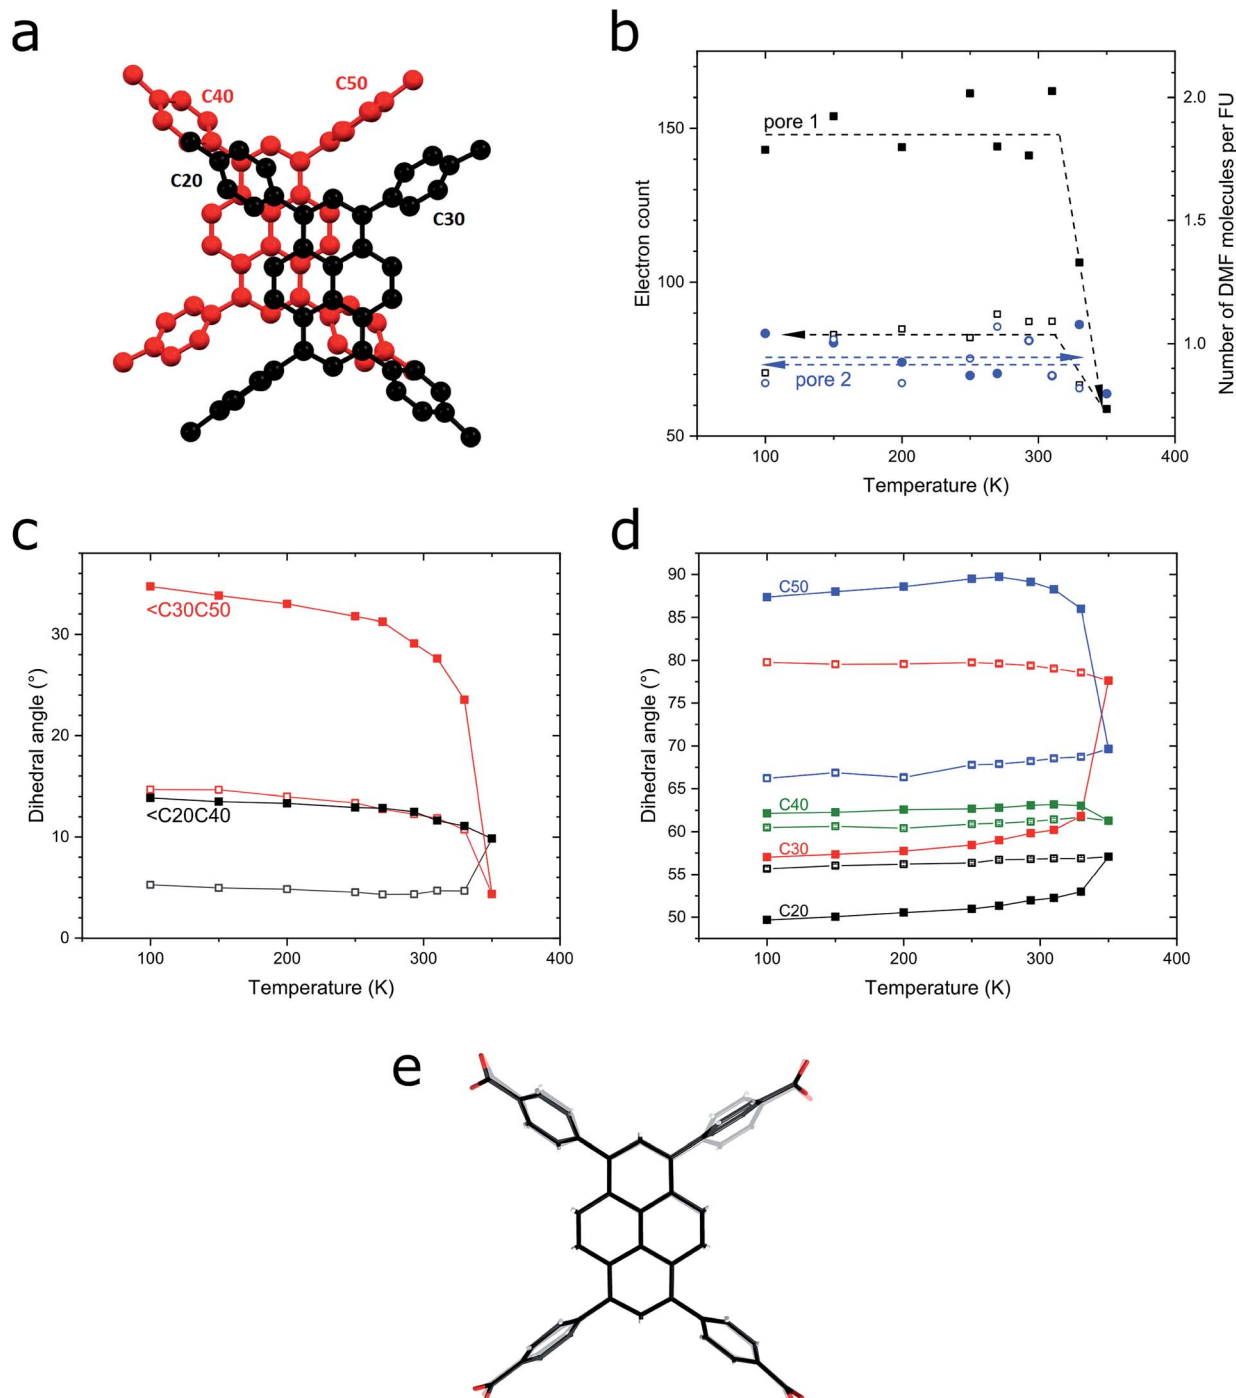 a
C40
C50
C20
C30
b
pore 1
pore 2
150
100
50
2.0
1.5
1.0
100
200
300
400
Electron count
Number of DMF molecules per FU
Temperature (K)
c
<C30C50
<C20C40
30
20
10
0
100
200
300
400
Dihedral angle (°)
Temperature (K)
d
C50
C40
C30
C20
90
85
80
75
70
65
60
55
50
100
200
300
400
Dihedral angle (°)
Temperature (K)
e